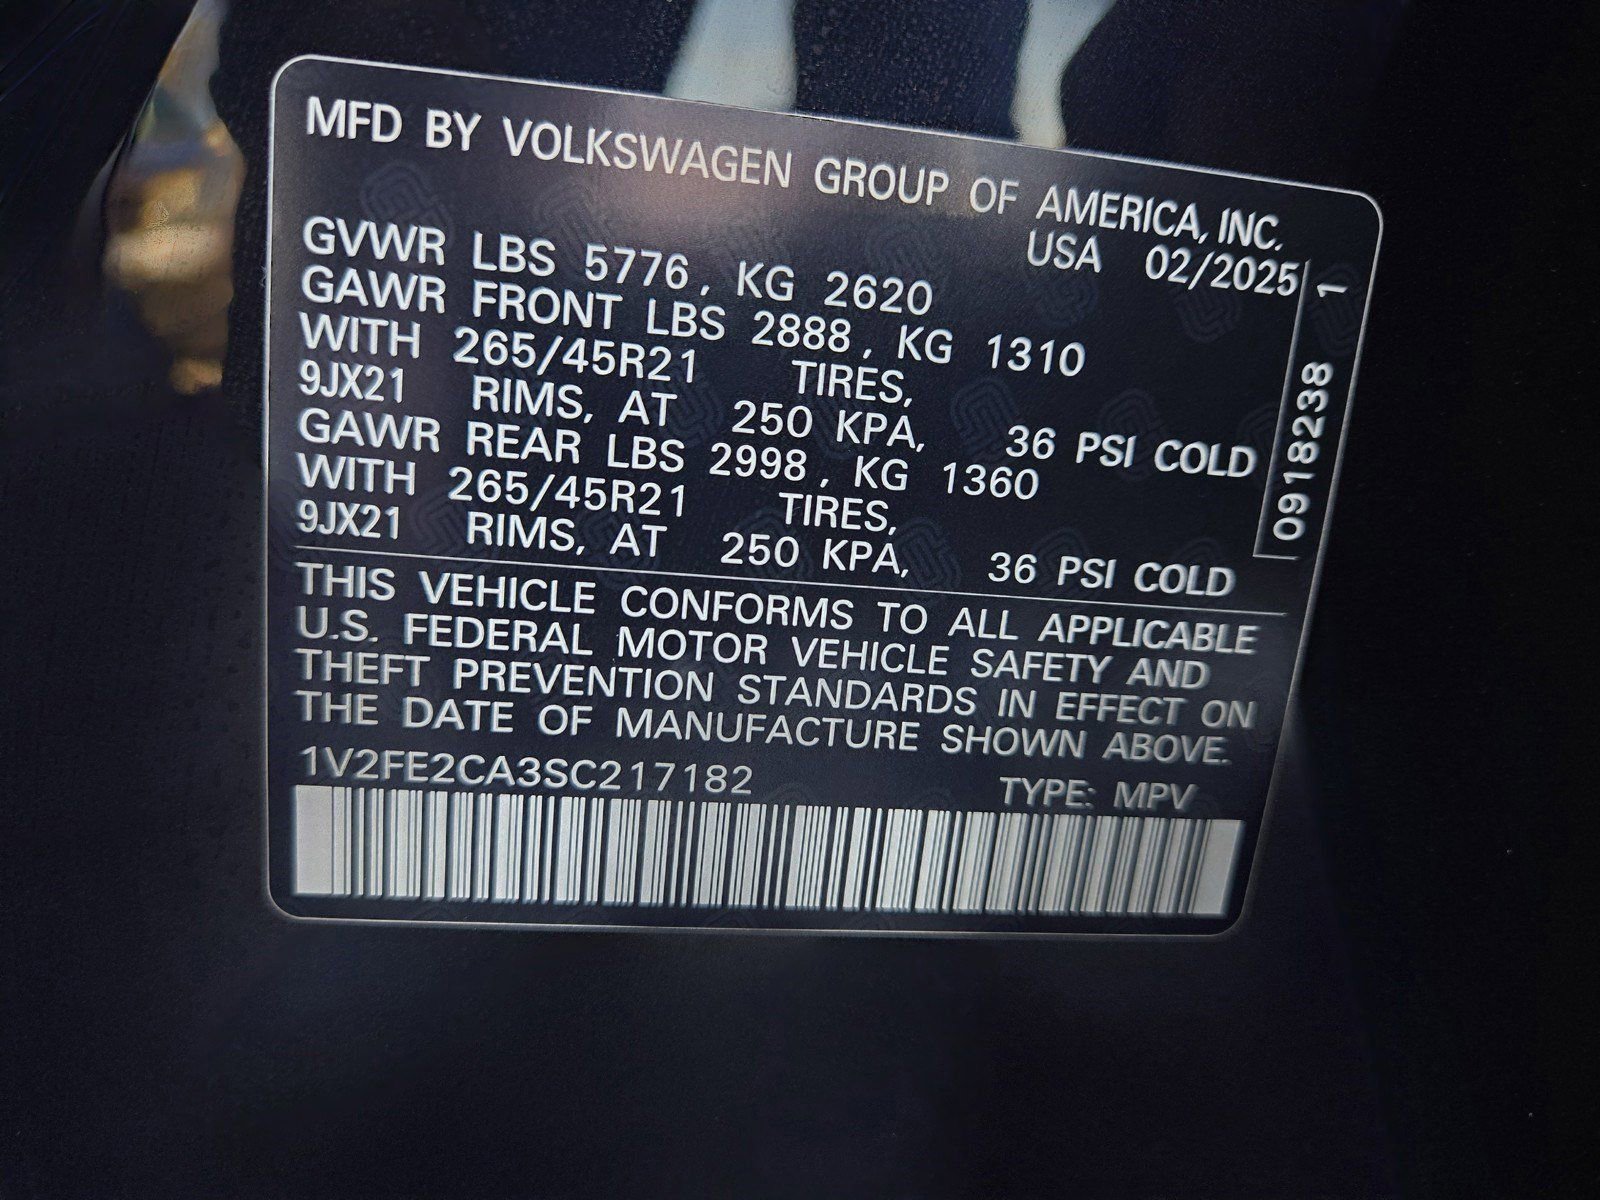 MFD BY VOLKSWAGEN GROUP OF AMERICA, INC.
USA 02/2025
GVWR LBS 5776, KG 2620
GAWR FRONT LBS 2888, KG 1310
WITH 265/45R21 TIRES,
9JX21 RIMS, AT 250 KPA, 36 PSI COLD
GAWR REAR LBS 2998, KG 1360
WITH 265/45R21 TIRES,
9JX21 RIMS, AT 250 KPA, 36 PSI COLD
0918238 1
THIS VEHICLE CONFORMS TO ALL APPLICABLE
U.S. FEDERAL MOTOR VEHICLE SAFETY AND
THEFT PREVENTION STANDARDS IN EFFECT ON
THE DATE OF MANUFACTURE SHOWN ABOVE.
1V2FE2CA3SC217182 TYPE: MPV